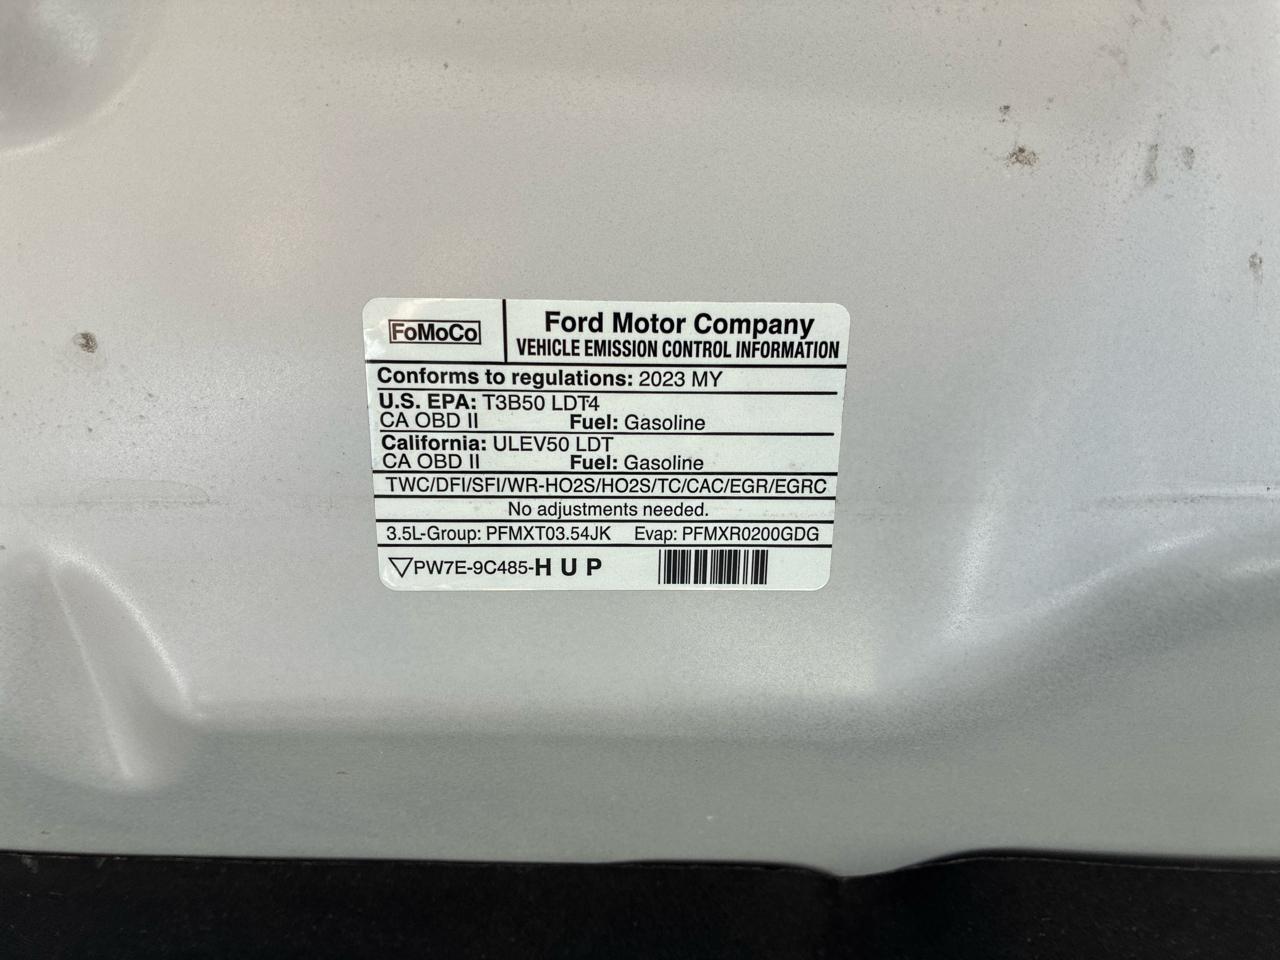 FoMoCo
Ford Motor Company
VEHICLE EMISSION CONTROL INFORMATION
Conforms to regulations: 2023 MY
U.S. EPA: T3B50 LDT4
CA OBD II Fuel: Gasoline
California: ULEV50 LDT
CA OBD II Fuel: Gasoline
TWC/DFI/SFI/WR-HO2S/HO2S/TC/CAC/EGR/EGRC
No adjustments needed.
3.5L-Group: PFMXT03.54JK Evap: PFMXR0200GDG
PW7E-9C485-H U P